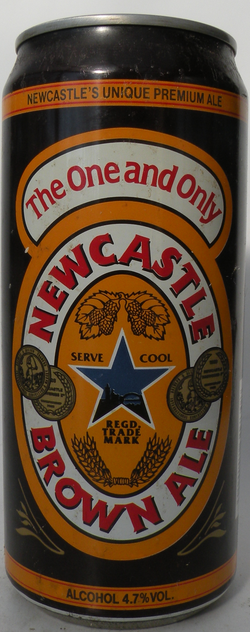 NEWCASTLE'S UNIQUE PREMIUM ALE
The One and Only
NEWCASTLE
SERVE COOL
REGD.
TRADE
MARK
BROWN ALE
ALCOHOL 4.7% VOL.